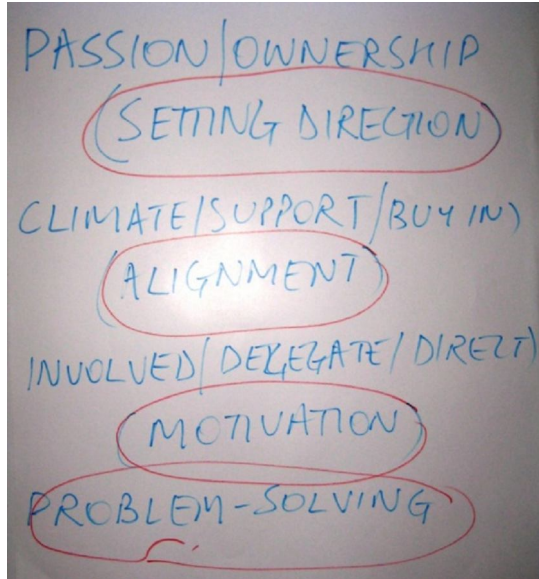 PASSION/OWNERSHIP
(SETTING DIRECTION)
CLIMATE/SUPPORT/BUY IN)
(ALIGNMENT)
INVOLVED/DELEGATE/DIRECT)
(MOTIVATION)
PROBLEM-SOLVING